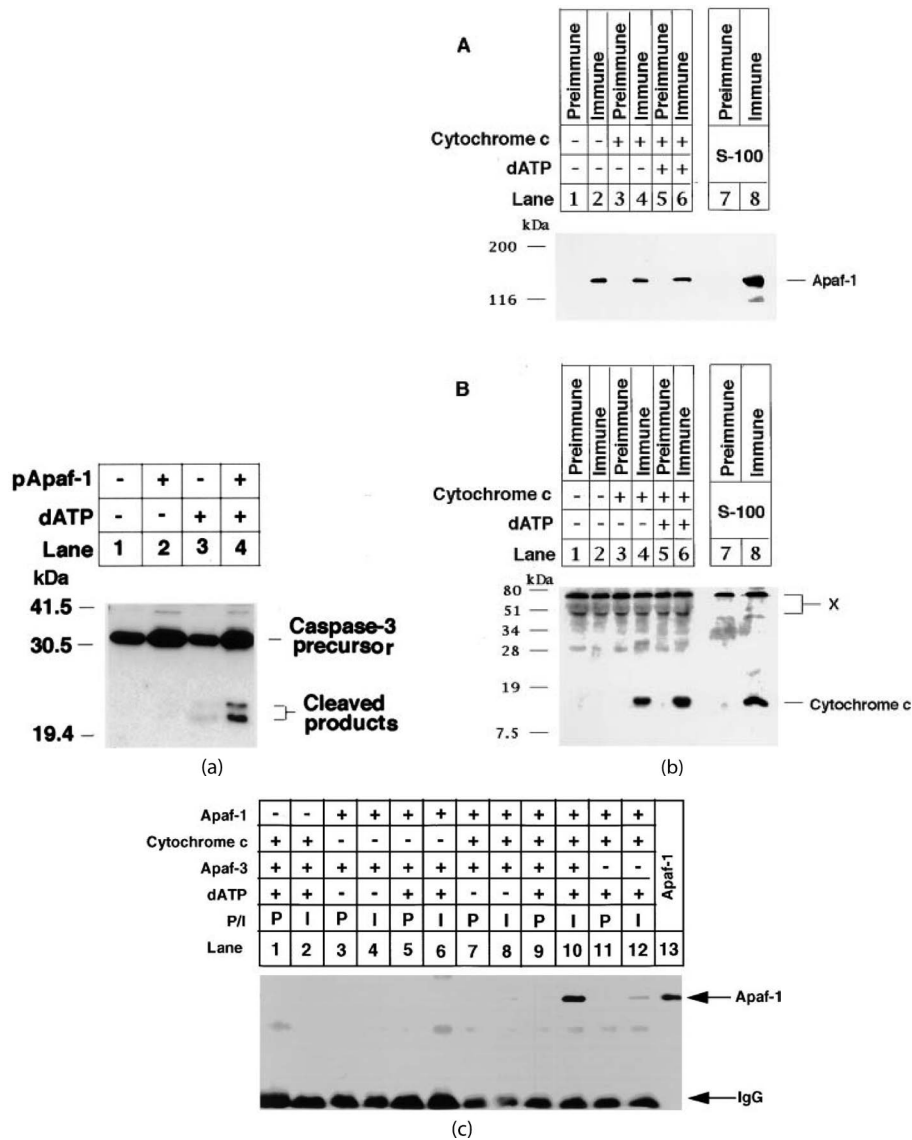 A
Preimmune Immune Preimmune Immune Preimmune Immune Preimmune Immune
Cytochrome c - - + + + + S-100
dATP - - - - + +
Lane 1 2 3 4 5 6 7 8
kDa
200
Apaf-1
116
B
Preimmune Immune Preimmune Immune Preimmune Immune Preimmune Immune
Cytochrome c - - + + + + S-100
dATP - - - - + +
Lane 1 2 3 4 5 6 7 8
80
X
51
34
28
19
Cytochrome c
7.5
(b)
pApaf-1 - + - +
dATP - - + +
Lane 1 2 3 4
kDa
41.5
Caspase-3
30.5 precursor
Cleaved
products
19.4
(a)
Apaf-1 - - + + + + + + + + + + Apaf-1
Cytochrome c + + - - - - + + + + + +
Apaf-3 + + + + + + + + + + - -
dATP + + - - + + - - + + + +
P/I P I P I P I P I P I P I
Lane 1 2 3 4 5 6 7 8 9 10 11 12 13
Apaf-1
IgG
(c)